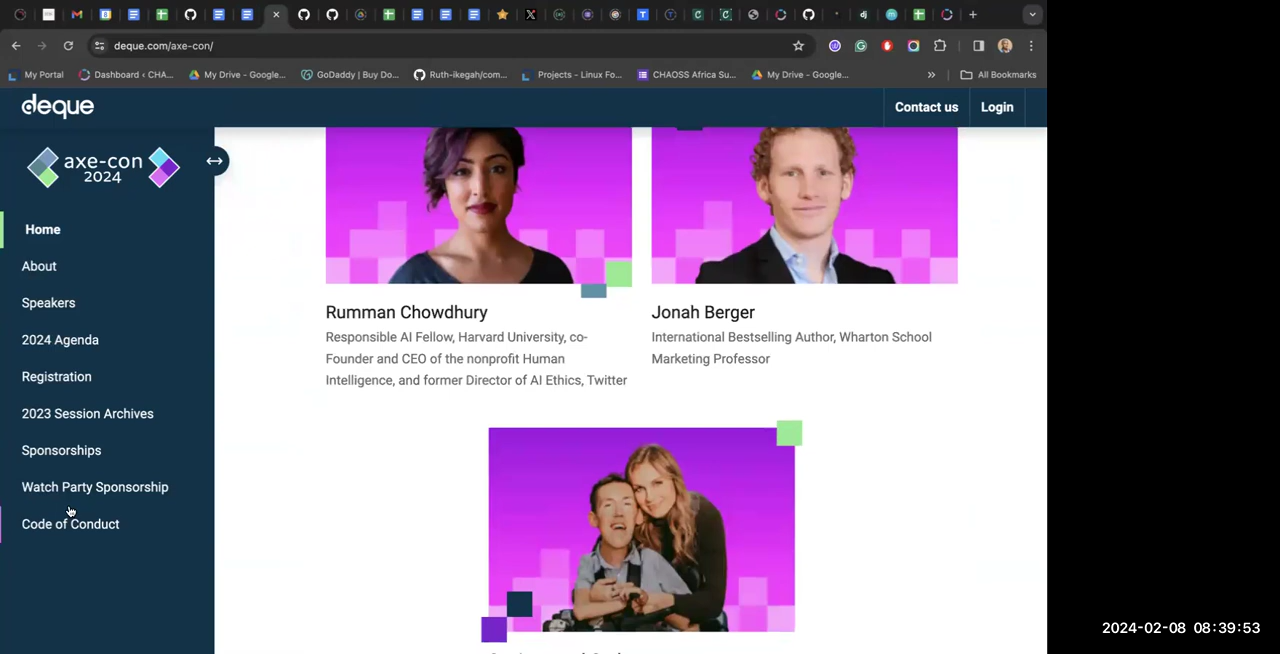 deque.com/axe-con/
My Portal
Dashboard ‹ CHA...
My Drive - Google...
GoDaddy | Buy Do...
Ruth-ikegah/com...
Projects - Linux Fo...
CHAOSS Africa Su...
My Drive - Google...
»
All Bookmarks
deque
Contact us
Login
axe-con
2024
Home
About
Speakers
2024 Agenda
Registration
2023 Session Archives
Sponsorships
Watch Party Sponsorship
Code of Conduct
Rumman Chowdhury
Responsible AI Fellow, Harvard University, co-
Founder and CEO of the nonprofit Human
Intelligence, and former Director of AI Ethics, Twitter
Jonah Berger
International Bestselling Author, Wharton School
Marketing Professor
2024-02-08 08:39:53